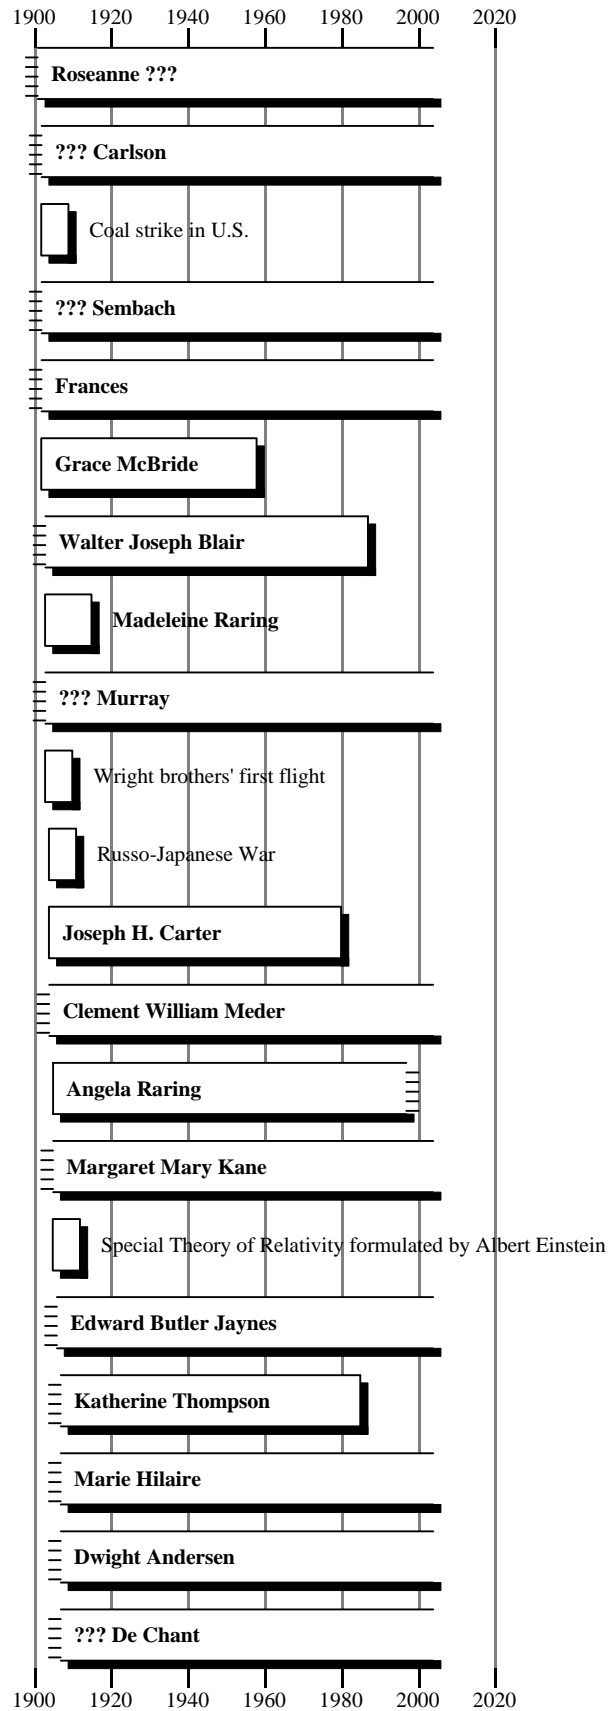 1900 1920 1940 1960 1980 2000 2020
Roseanne ???
??? Carlson
Coal strike in U.S.
??? Sembach
Frances
Grace McBride
Walter Joseph Blair
Madeleine Raring
??? Murray
Wright brothers' first flight
Russo-Japanese War
Joseph H. Carter
Clement William Meder
Angela Raring
Margaret Mary Kane
Special Theory of Relativity formulated by Albert Einstein
Edward Butler Jaynes
Katherine Thompson
Marie Hilaire
Dwight Andersen
??? De Chant
1900 1920 1940 1960 1980 2000 2020